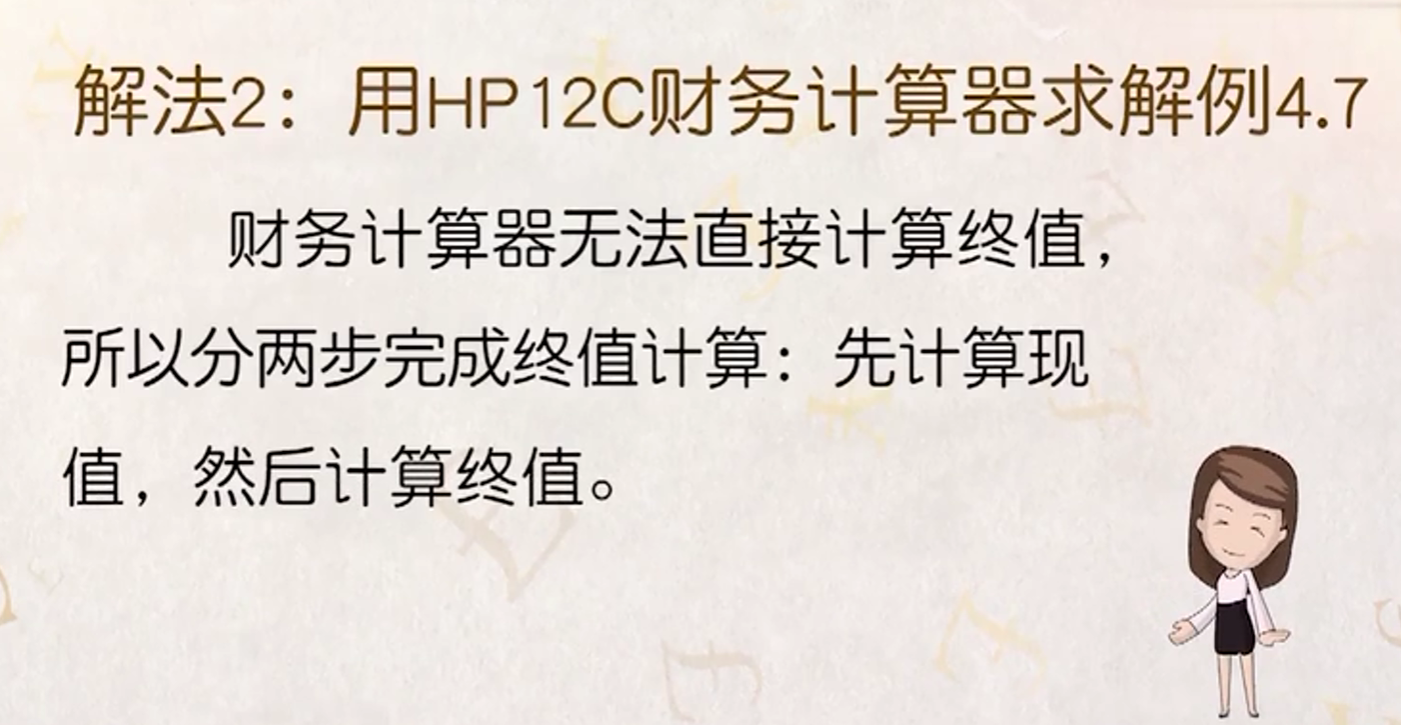 解法2：用HP12C财务计算器求解例4.7
财务计算器无法直接计算终值，
所以分两步完成终值计算：先计算现
值，然后计算终值。